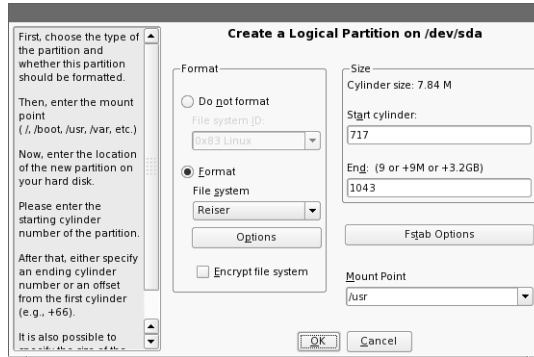 Create a Logical Partition on /dev/sda
First, choose the type of
the partition and
whether this partition
should be formatted.
Then, enter the mount
point
( /, /boot, /usr, /var, etc.)
Now, enter the location
of the new partition on
your hard disk.
Please enter the
starting cylinder
number of the partition.
After that, either specify
an ending cylinder
number or an offset
from the first cylinder
(e.g., +66).
It is also possible to
Format
Do not format
File system ID:
0x83 Linux
Format
File system
Reiser
Options
Encrypt file system
Size
Cylinder size: 7.84 M
Start cylinder:
717
End: (9 or +9M or +3.2GB)
1043
Fstab Options
Mount Point
/usr
OK
Cancel